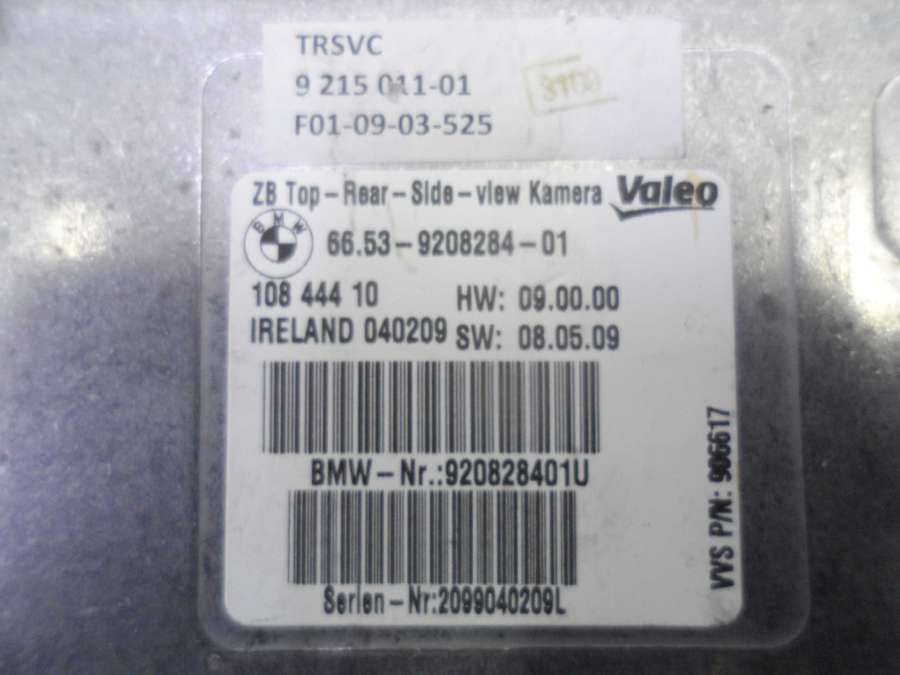 TRSVC
9 215 011-01
F01-09-03-525
ZB Top-Rear-Side-view Kamera Valeo
BMW
66.53-9208284-01
108 444 10 HW: 09.00.00
IRELAND 040209 SW: 08.05.09
BMW-Nr.:920828401U
Serien-Nr:2099040209L
VVS P/N: 906617